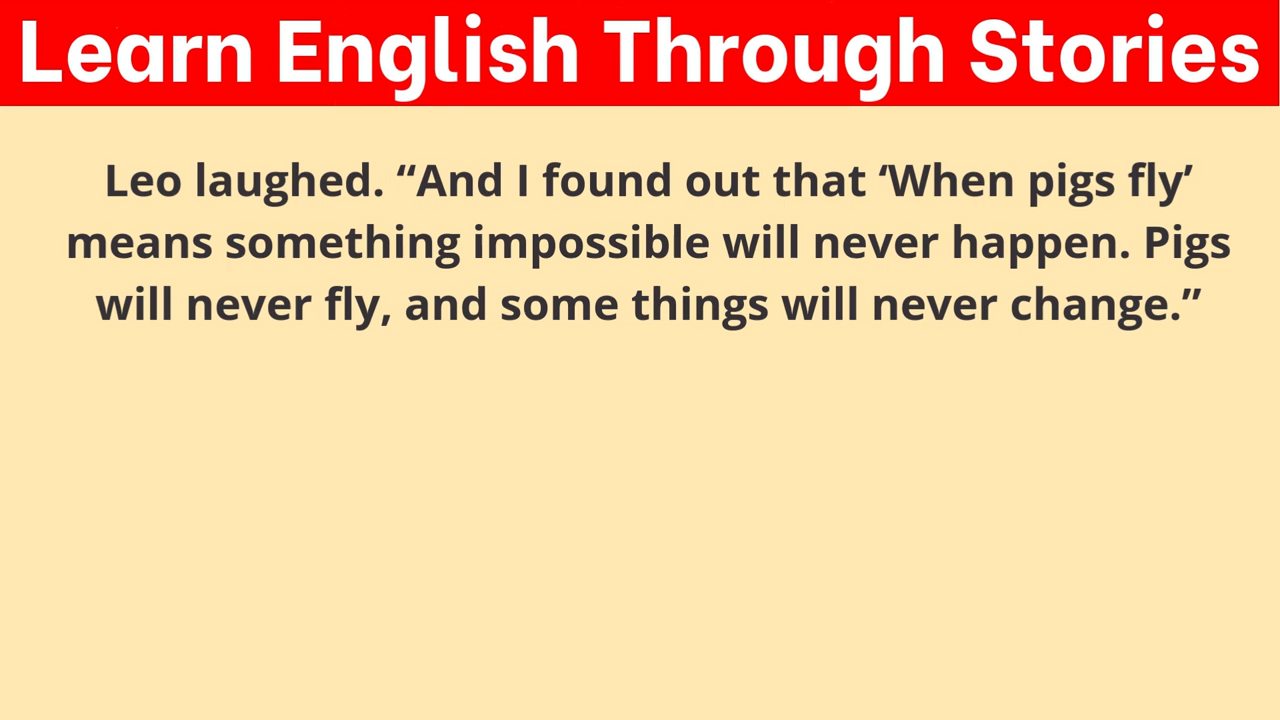 Learn English Through Stories
Leo laughed. “And I found out that ‘When pigs fly’
means something impossible will never happen. Pigs
will never fly, and some things will never change.”